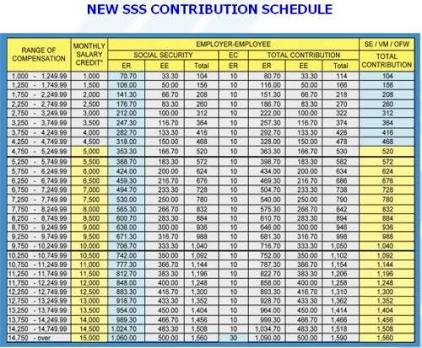 NEW SSS CONTRIBUTION SCHEDULE
RANGE OF COMPENSATION MONTHLY SALARY CREDIT* EMPLOYER-EMPLOYEE SE / VM / OFW
SOCIAL SECURITY EC TOTAL CONTRIBUTION TOTAL CONTRIBUTION
ER EE Total ER ER EE Total
1,000 - 1,249.99 1,000 70.70 33.30 104 10 80.70 33.30 114 104
1,250 - 1,749.99 1,500 106.00 50.00 156 10 116.00 50.00 166 156
1,750 - 2,249.99 2,000 141.30 66.70 208 10 151.30 66.70 218 208
2,250 - 2,749.99 2,500 176.70 83.30 260 10 186.70 83.30 270 260
2,750 - 3,249.99 3,000 212.00 100.00 312 10 222.00 100.00 322 312
3,250 - 3,749.99 3,500 247.30 116.70 364 10 257.30 116.70 374 364
3,750 - 4,249.99 4,000 282.70 133.30 416 10 292.70 133.30 426 416
4,250 - 4,749.99 4,500 318.00 150.00 468 10 328.00 150.00 478 468
4,750 - 5,249.99 5,000 353.30 166.70 520 10 363.30 166.70 530 520
5,250 - 5,749.99 5,500 388.70 183.30 572 10 398.70 183.30 582 572
5,750 - 6,249.99 6,000 424.00 200.00 624 10 434.00 200.00 634 624
6,250 - 6,749.99 6,500 459.30 216.70 676 10 469.30 216.70 686 676
6,750 - 7,249.99 7,000 494.70 233.30 728 10 504.70 233.30 738 728
7,250 - 7,749.99 7,500 530.00 250.00 780 10 540.00 250.00 790 780
7,750 - 8,249.99 8,000 565.30 266.70 832 10 575.30 266.70 842 832
8,250 - 8,749.99 8,500 600.70 283.30 884 10 610.70 283.30 894 884
8,750 - 9,249.99 9,000 636.00 300.00 936 10 646.00 300.00 946 936
9,250 - 9,749.99 9,500 671.30 316.70 988 10 681.30 316.70 998 988
9,750 - 10,249.99 10,000 706.70 333.30 1,040 10 716.70 333.30 1,050 1,040
10,250 - 10,749.99 10,500 742.00 350.00 1,092 10 752.00 350.00 1,102 1,092
10,750 - 11,249.99 11,000 777.30 366.70 1,144 10 787.30 366.70 1,154 1,144
11,250 - 11,749.99 11,500 812.70 383.30 1,196 10 822.70 383.30 1,206 1,196
11,750 - 12,249.99 12,000 848.00 400.00 1,248 10 858.00 400.00 1,258 1,248
12,250 - 12,749.99 12,500 883.30 416.70 1,300 10 893.30 416.70 1,310 1,300
12,750 - 13,249.99 13,000 918.70 433.30 1,352 10 928.70 433.30 1,362 1,352
13,250 - 13,749.99 13,500 954.00 450.00 1,404 10 964.00 450.00 1,414 1,404
13,750 - 14,249.99 14,000 989.30 466.70 1,456 10 999.30 466.70 1,466 1,456
14,250 - 14,749.99 14,500 1,024.70 483.30 1,508 10 1,034.70 483.30 1,518 1,508
14,750 - over 15,000 1,060.00 500.00 1,560 30 1,090.00 500.00 1,590 1,560